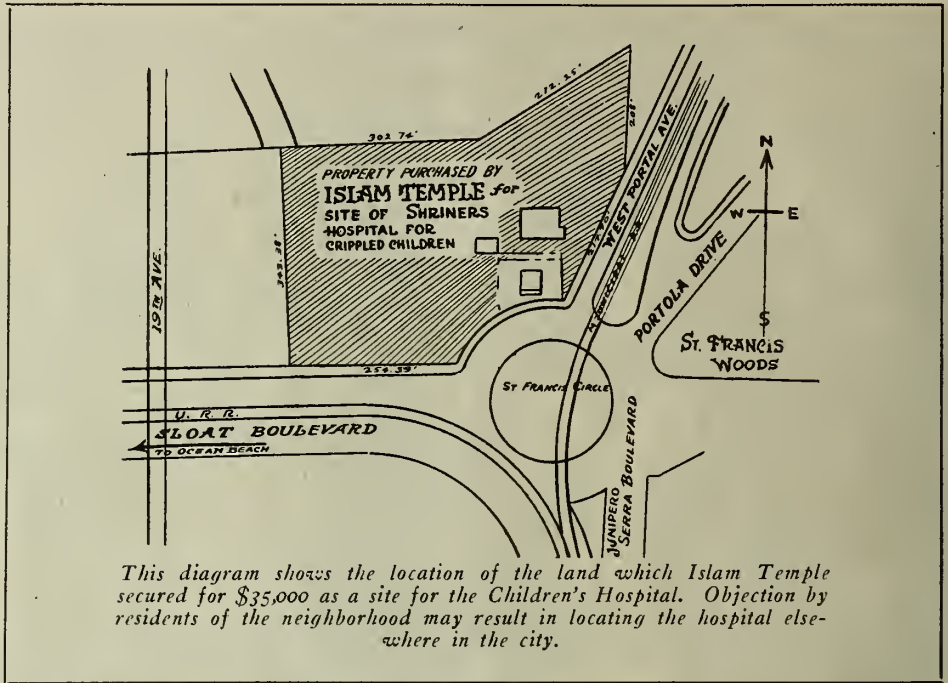 272.25'
302.74'
208'
PROPERTY PURCHASED BY
ISLAM TEMPLE for
SITE OF SHRINERS
HOSPITAL FOR
CRIPPLED CHILDREN
WEST PORTAL AVE.
MUNICIPAL R.R.
N
W E
S
19TH AVE.
PORTOLA DRIVE
ST. FRANCIS
WOODS
254.39'
ST FRANCIS CIRCLE
U. R. R.
SLOAT BOULEVARD
TO OCEAN BEACH
JUNIPERO
SERRA BOULEVARD
This diagram shows the location of the land which Islam Temple
secured for $35,000 as a site for the Children's Hospital. Objection by
residents of the neighborhood may result in locating the hospital else-
where in the city.